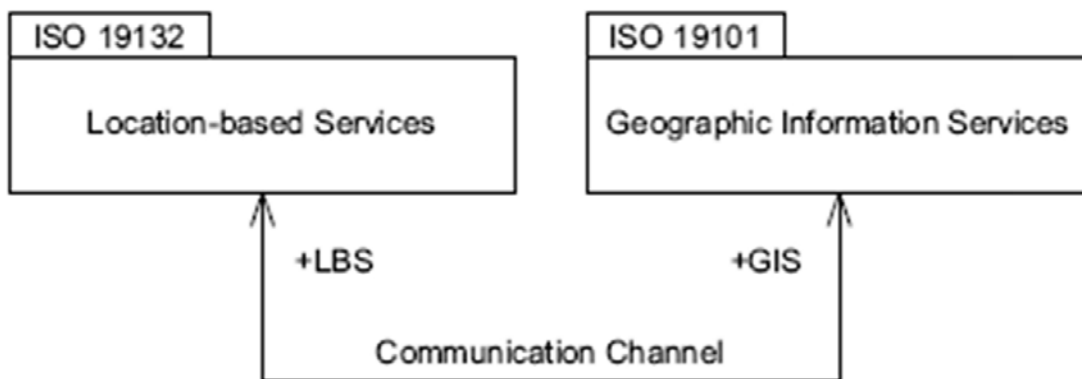 ISO 19132
Location-based Services
ISO 19101
Geographic Information Services
+LBS
+GIS
Communication Channel